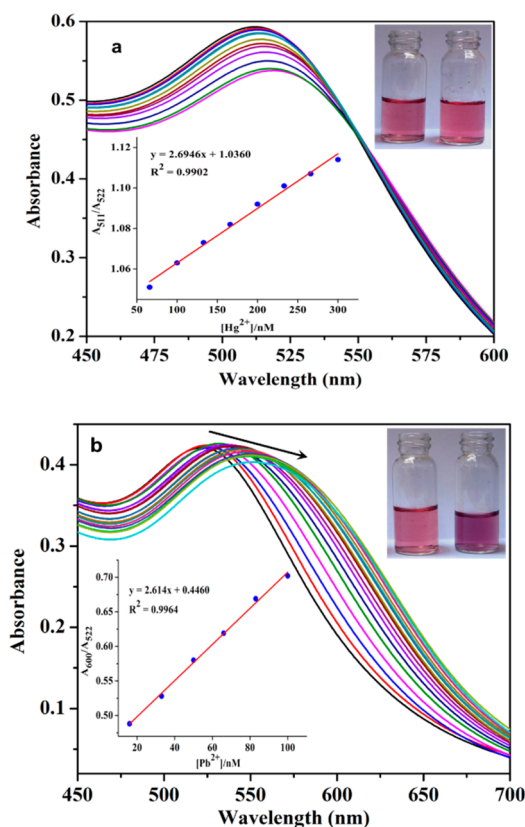 a
0.6
0.5
0.4
0.3
0.2
Absorbance
y = 2.6946x + 1.0360
R² = 0.9902
1.12
1.10
1.08
1.06
A₅₁₁/A₅₂₂
50 100 150 200 250 300
[Hg²⁺]/nM
450 475 500 525 550 575 600
Wavelength (nm)
b
0.4
0.3
0.2
0.1
Absorbance
y = 2.614x + 0.4460
R² = 0.9964
0.70
0.65
0.60
0.55
0.50
A₆₀₀/A₅₂₂
20 40 60 80 100
[Pb²⁺]/nM
450 500 550 600 650 700
Wavelength (nm)